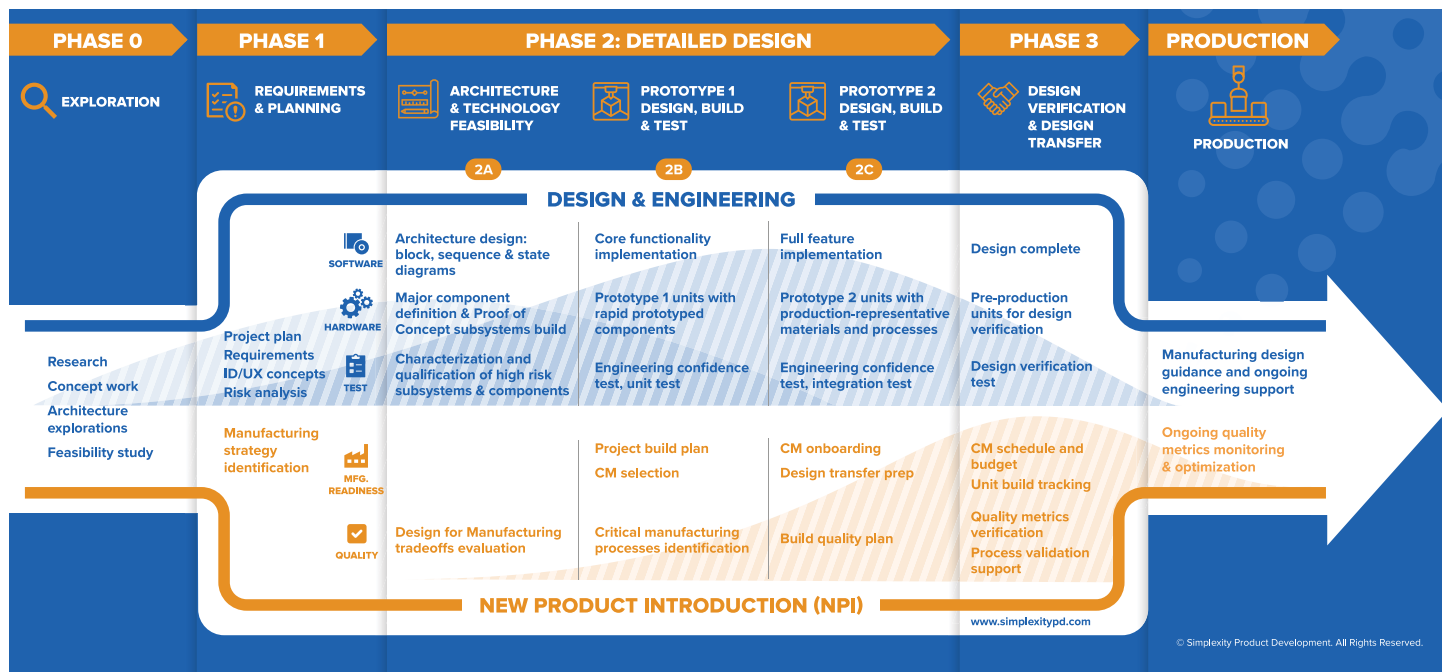 PHASE 0
PHASE 1
PHASE 2: DETAILED DESIGN
PHASE 3
PRODUCTION
EXPLORATION
REQUIREMENTS
& PLANNING
ARCHITECTURE
& TECHNOLOGY
FEASIBILITY
PROTOTYPE 1
DESIGN, BUILD
& TEST
PROTOTYPE 2
DESIGN, BUILD
& TEST
DESIGN
VERIFICATION
& DESIGN
TRANSFER
PRODUCTION
2A
2B
2C
DESIGN & ENGINEERING
SOFTWARE
Architecture design:
block, sequence & state
diagrams
Core functionality
implementation
Full feature
implementation
Design complete
HARDWARE
Major component
definition & Proof of
Concept subsystems build
Prototype 1 units with
rapid prototyped
components
Prototype 2 units with
production-representative
materials and processes
Pre-production
units for design
verification
Research
Concept work
Architecture
explorations
Feasibility study
Project plan
Requirements
ID/UX concepts
Risk analysis
TEST
Characterization and
qualification of high risk
subsystems & components
Engineering confidence
test, unit test
Engineering confidence
test, integration test
Design verification
test
Manufacturing design
guidance and ongoing
engineering support
Manufacturing
strategy
identification
MFG.
READINESS
Project build plan
CM selection
CM onboarding
Design transfer prep
CM schedule and
budget
Unit build tracking
Ongoing quality
metrics monitoring
& optimization
QUALITY
Design for Manufacturing
tradeoffs evaluation
Critical manufacturing
processes identification
Build quality plan
Quality metrics
verification
Process validation
support
NEW PRODUCT INTRODUCTION (NPI)
www.simplexitypd.com
© Simplexity Product Development. All Rights Reserved.